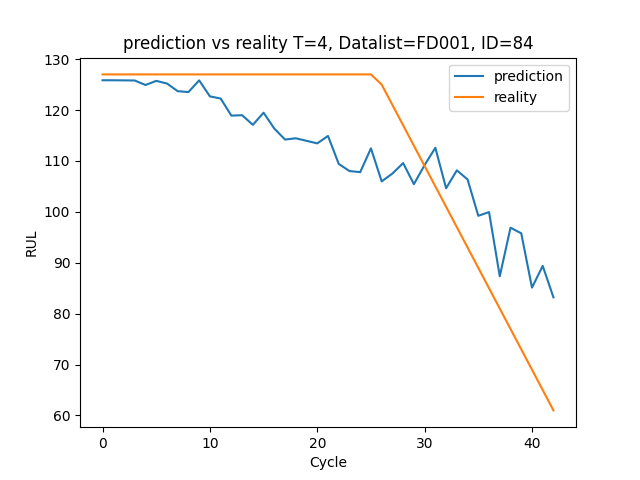 prediction vs reality T=4, Datalist=FD001, ID=84
prediction
reality
130
120
110
100
90
80
70
60
RUL
0 10 20 30 40
Cycle